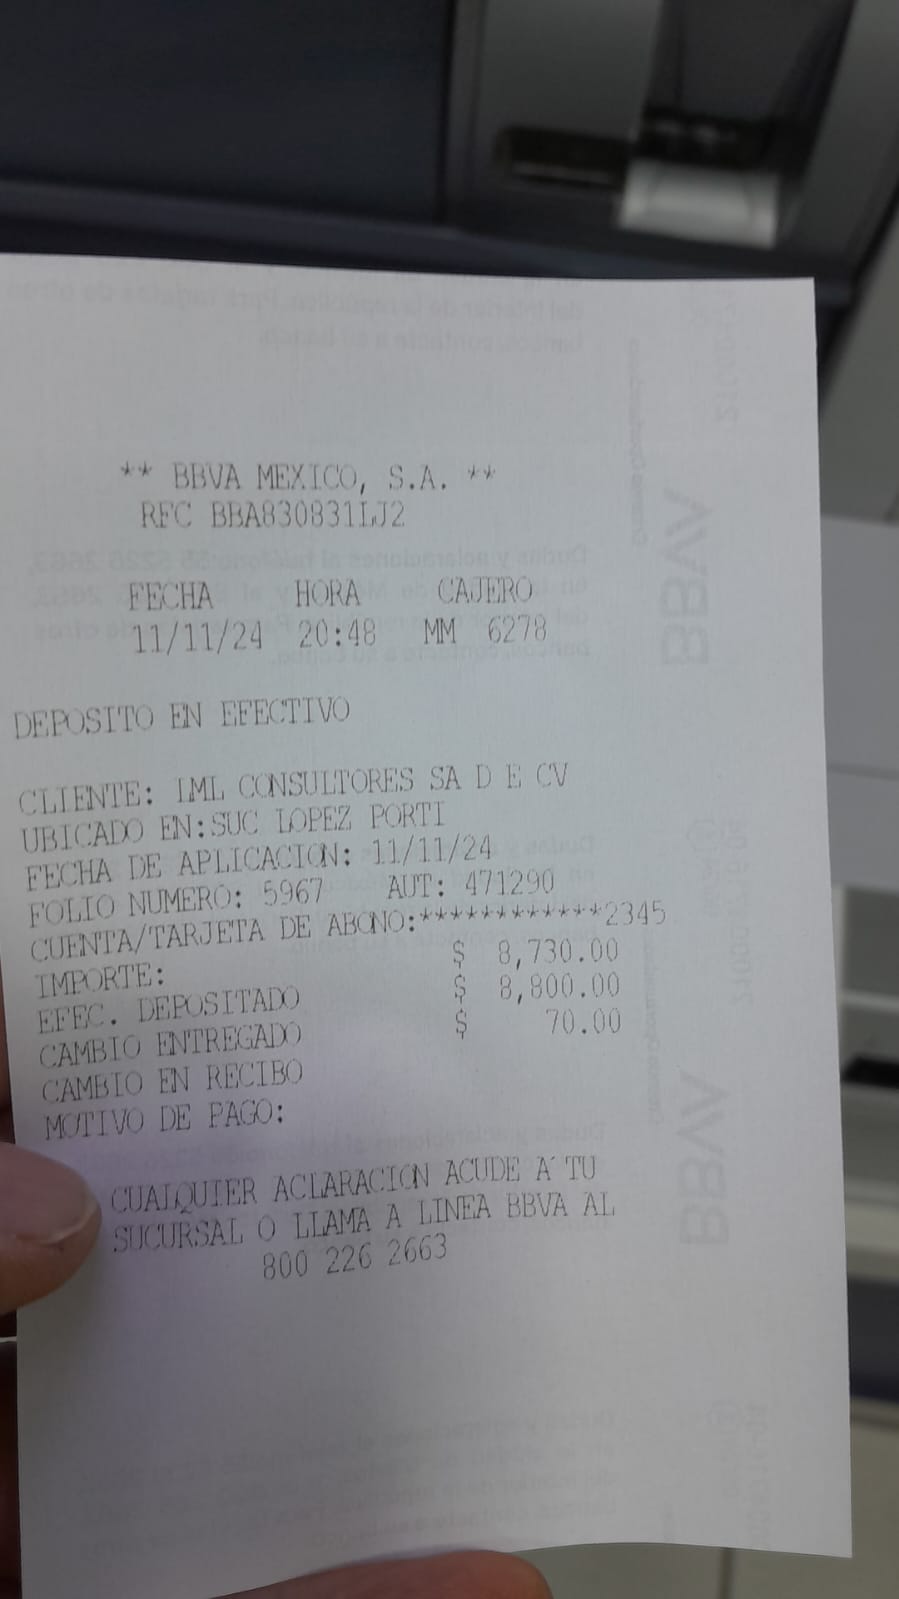 ** BBVA MEXICO, S.A. **
RFC BBA830831LJ2
FECHA HORA CAJERO
11/11/24 20:48 MM 6278
DEPOSITO EN EFECTIVO
CLIENTE: IML CONSULTORES SA D E CV
UBICADO EN:SUC LOPEZ PORTI
FECHA DE APLICACION: 11/11/24
FOLIO NUMERO: 5967 AUT: 471290
CUENTA/TARJETA DE ABONO:************2345
IMPORTE: $ 8,730.00
EFEC. DEPOSITADO $ 8,800.00
CAMBIO ENTREGADO $ 70.00
CAMBIO EN RECIBO
MOTIVO DE PAGO:
CUALQUIER ACLARACION ACUDE A´TU
SUCURSAL O LLAMA A LINEA BBVA AL
800 226 2663
BBVA
BBVA